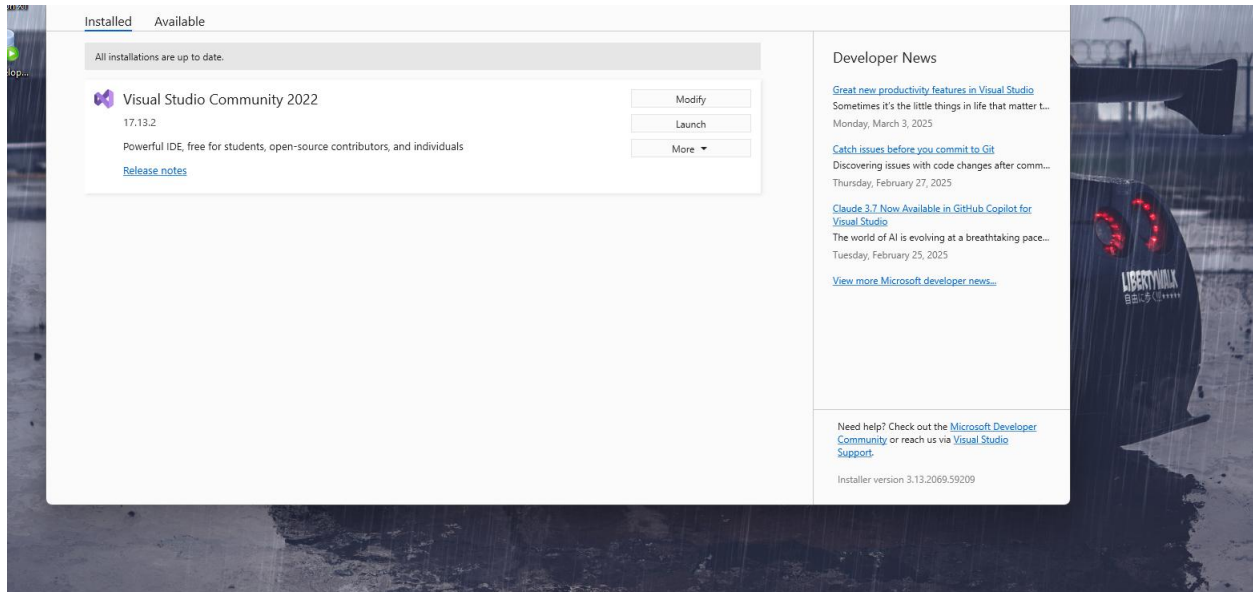 Installed Available
All installations are up to date.
Visual Studio Community 2022
17.13.2
Powerful IDE, free for students, open-source contributors, and individuals
Release notes
Modify
Launch
More
Developer News
Great new productivity features in Visual Studio
Sometimes it's the little things in life that matter t...
Monday, March 3, 2025
Catch issues before you commit to Git
Discovering issues with code changes after comm...
Thursday, February 27, 2025
Claude 3.7 Now Available in GitHub Copilot for
Visual Studio
The world of AI is evolving at a breathtaking pace...
Tuesday, February 25, 2025
View more Microsoft developer news...
Need help? Check out the Microsoft Developer
Community or reach us via Visual Studio
Support.
Installer version 3.13.2069.59209
LIBERTYWALK